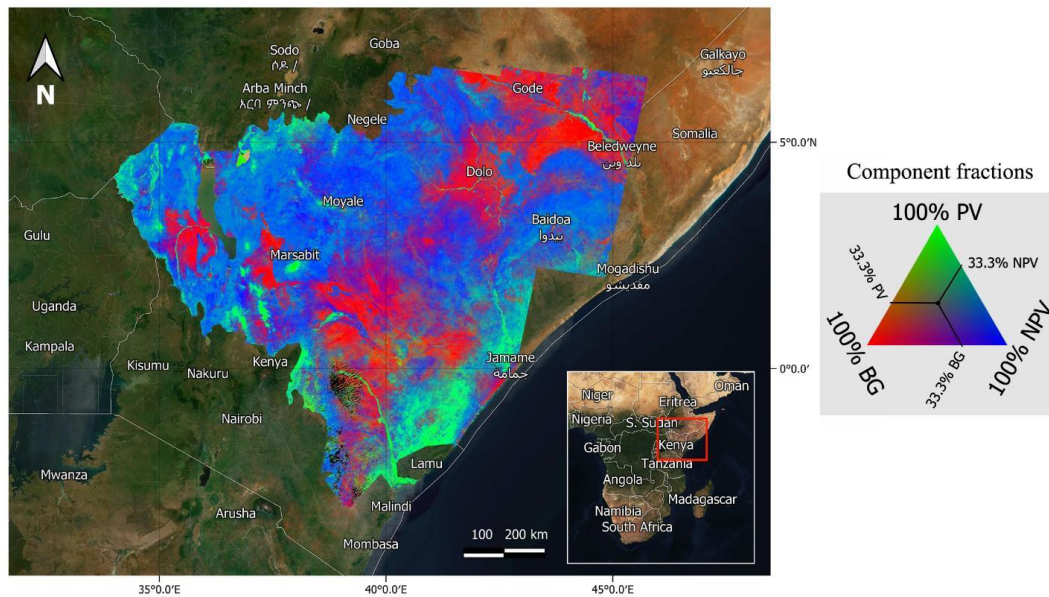 Goba
Sodo
ሶዶ /
Galkayo
جالكعيو
N
Arba Minch
አርባ ምንጭ /
Gode
Negele
Somalia
5°0.0'N
Beledweyne
بلد وين
Dolo
Moyale
Baidoa
بيدوا
Gulu
Marsabit
Mogadishu
مقديشو
Uganda
Kampala
Kisumu
Kenya
Nakuru
Jamame
جمامة
0°0.0'
Nairobi
Mwanza
Lamu
Arusha
Malindi
Mombasa
100 200 km
35°0.0'E
40°0.0'E
45°0.0'E
Niger
Oman
Eritrea
Nigeria
S. Sudan
Gabon
Kenya
Tanzania
Angola
Madagascar
Namibia
South Africa
Component fractions
100% PV
33.3% PV
33.3% NPV
100% BG
33.3% BG
100% NPV